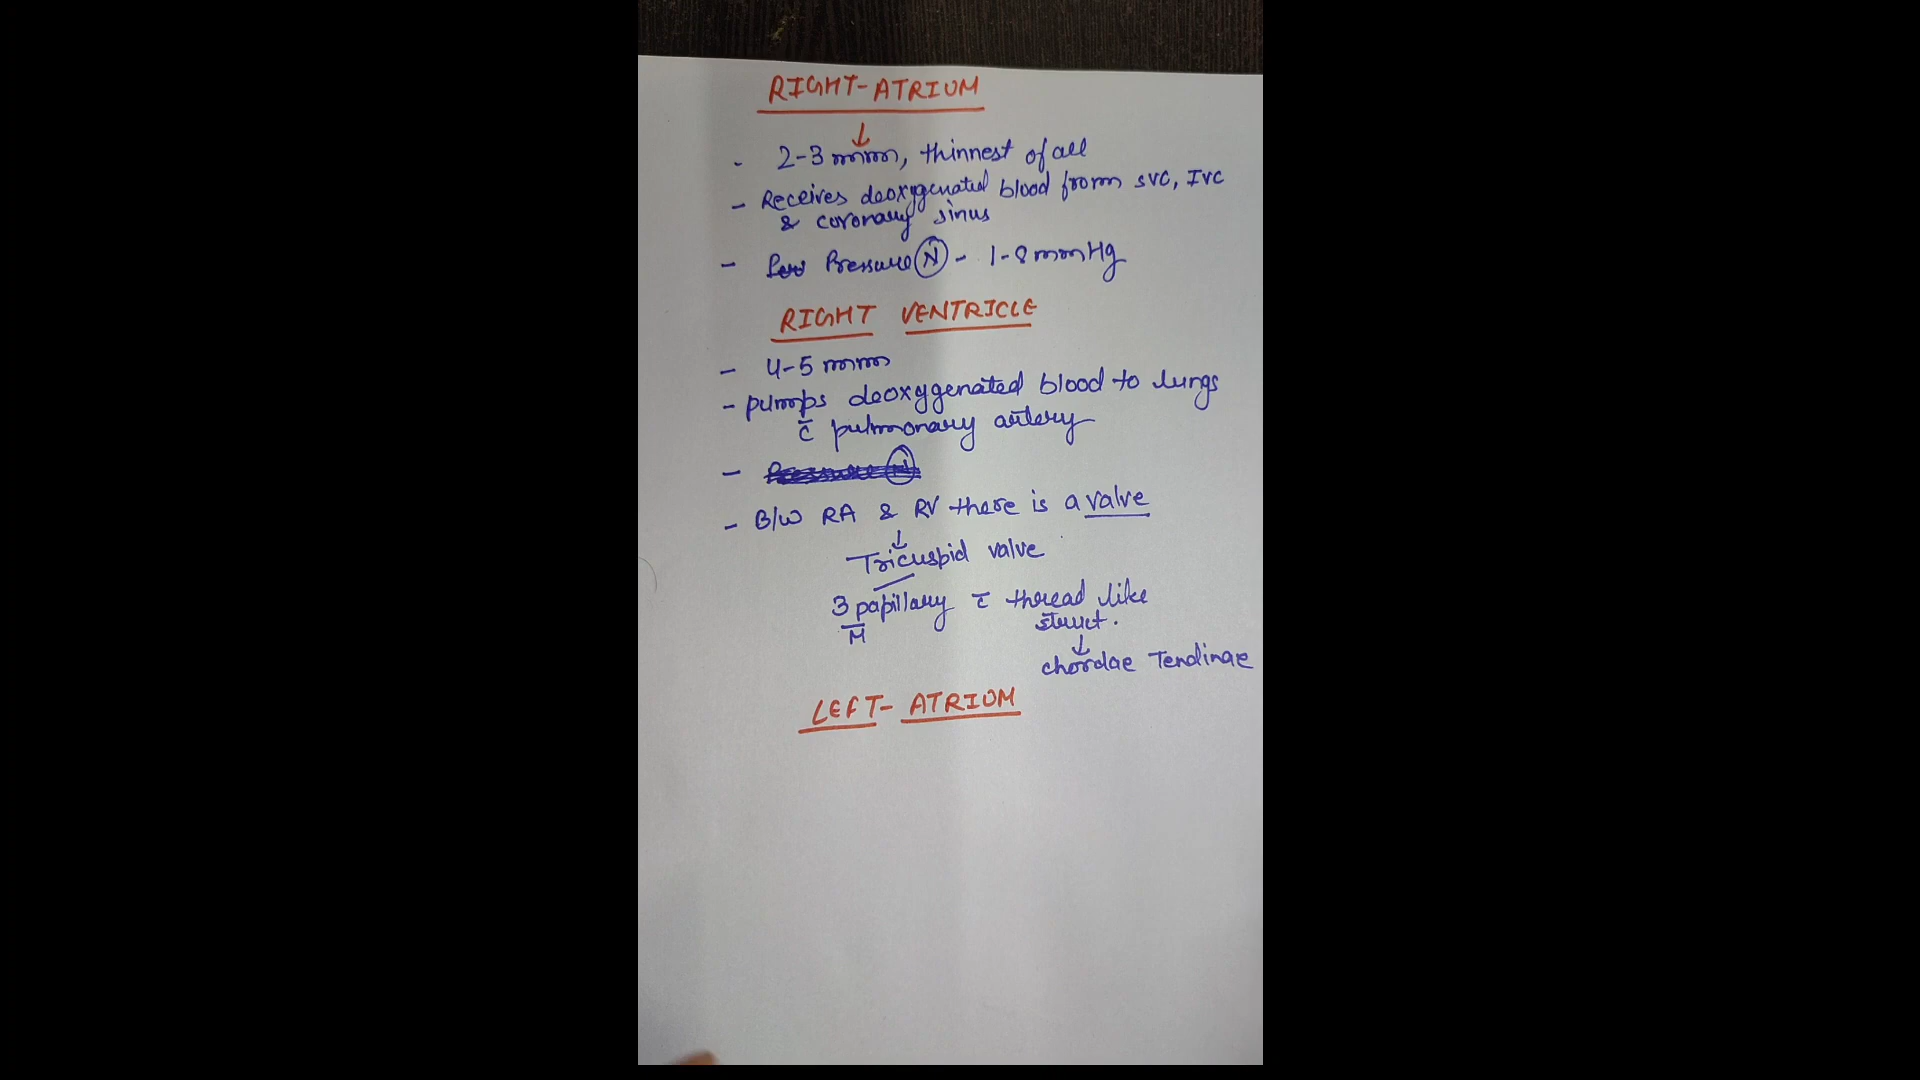 RIGHT-ATRIUM
↓
- 2-3 mm, thinnest of all
- Receives deoxygenated blood from SVC, IVC
& coronary sinus
- Pressure Ⓝ - 1-8 mmHg
RIGHT VENTRICLE
- 4-5 mm
- pumps deoxyggenated blood to lungs
c̅ pulmonary artery
-
- B/W RA & RV there is a valve
↓
Tricuspid valve
3 papillary c̅ thread like
M struct.
↓
chordae Tendinae
LEFT- ATRIUM